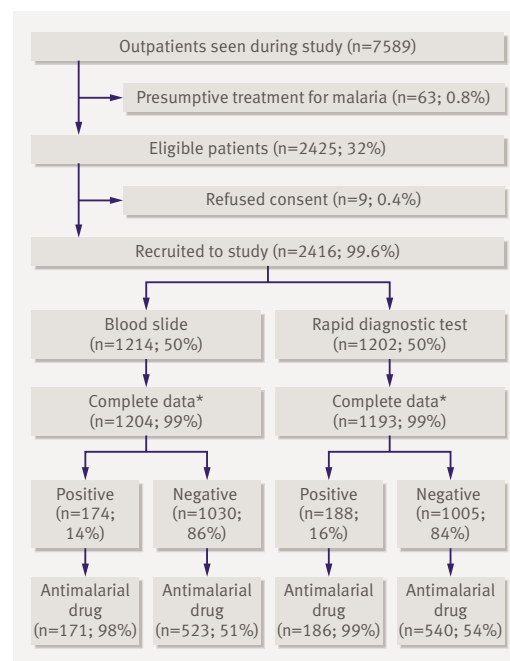 Outpatients seen during study (n=7589)
Presumptive treatment for malaria (n=63; 0.8%)
Eligible patients (n=2425; 32%)
Refused consent (n=9; 0.4%)
Recruited to study (n=2416; 99.6%)
Blood slide
(n=1214; 50%)
Rapid diagnostic test
(n=1202; 50%)
Complete data*
(n=1204; 99%)
Complete data*
(n=1193; 99%)
Positive
(n=174;
14%)
Negative
(n=1030;
86%)
Positive
(n=188;
16%)
Negative
(n=1005;
84%)
Antimalarial
drug
(n=171; 98%)
Antimalarial
drug
(n=523; 51%)
Antimalarial
drug
(n=186; 99%)
Antimalarial
drug
(n=540; 54%)